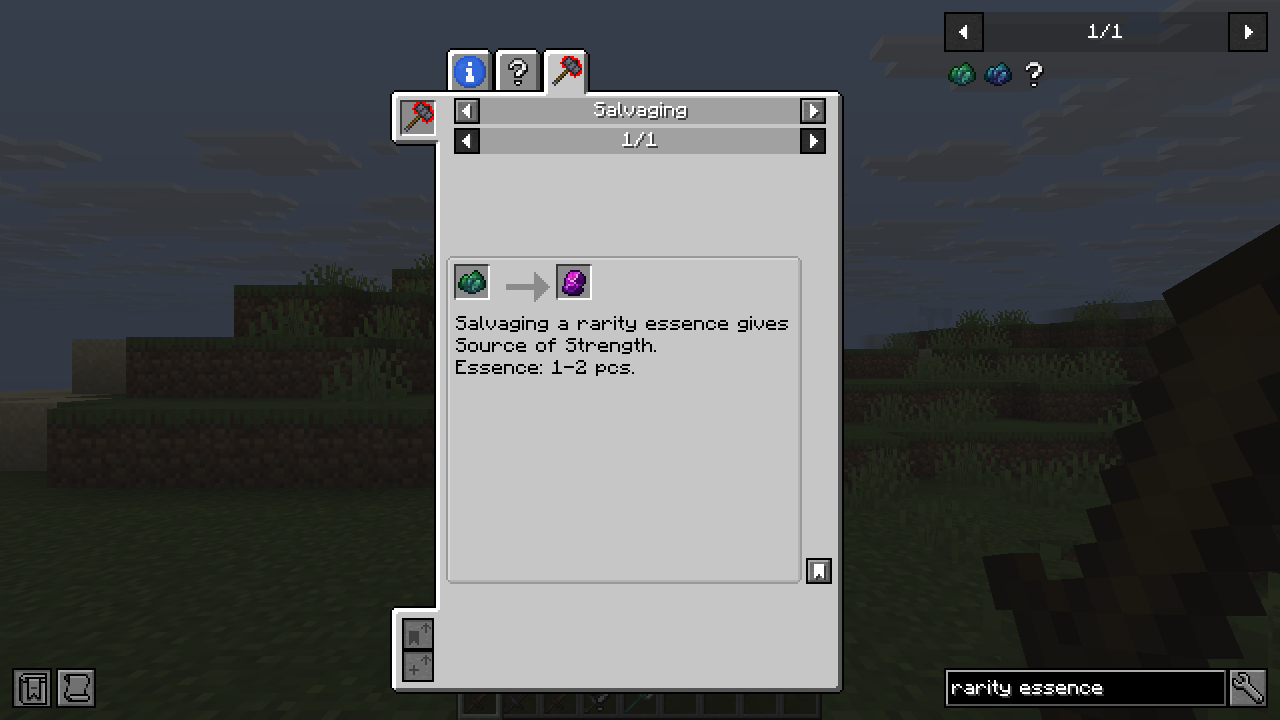 1/1
Salvaging
1/1
Salvaging a rarity essence gives
Source of Strength.
Essence: 1-2 pcs.
rarity essence